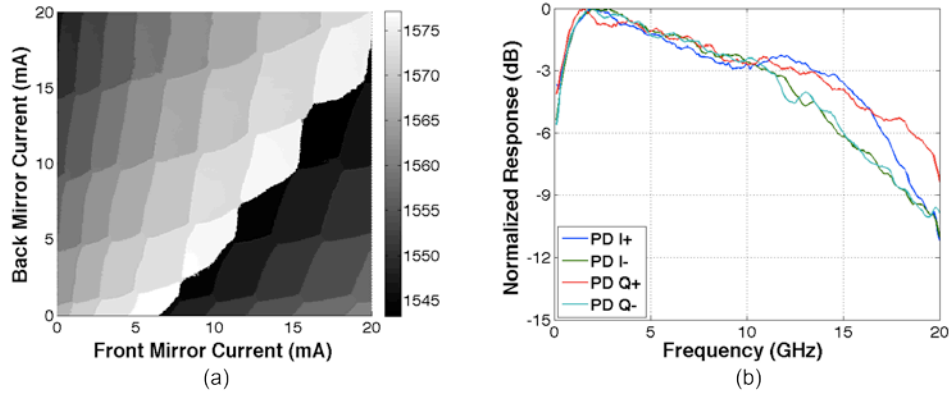 20
15
10
5
0
Back Mirror Current (mA)
0 5 10 15 20
Front Mirror Current (mA)
1575
1570
1565
1560
1555
1550
1545
(a)
0
-3
-6
-9
-12
-15
Normalized Response (dB)
PD I+
PD I-
PD Q+
PD Q-
0 5 10 15 20
Frequency (GHz)
(b)